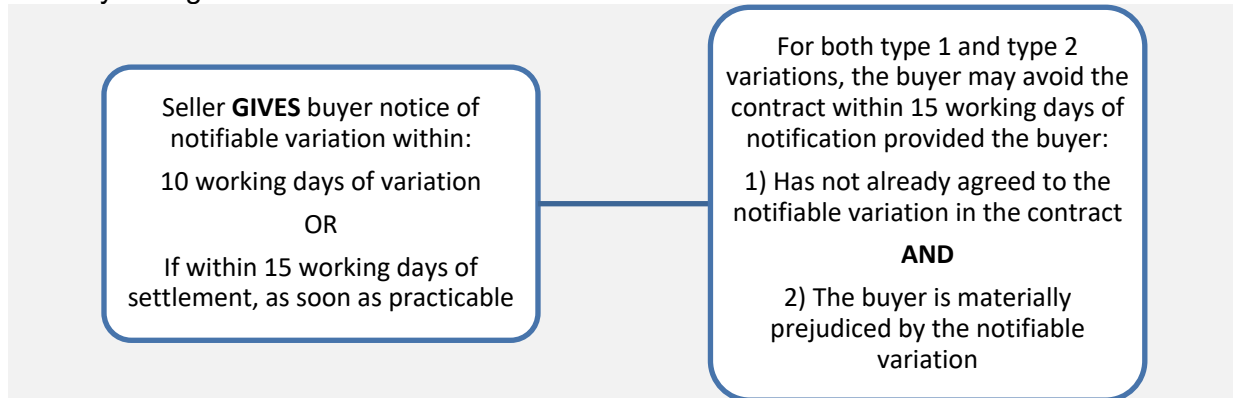 Seller GIVES buyer notice of
notifiable variation within:
10 working days of variation
OR
If within 15 working days of
settlement, as soon as practicable
For both type 1 and type 2
variations, the buyer may avoid the
contract within 15 working days of
notification provided the buyer:
1) Has not already agreed to the
notifiable variation in the contract
AND
2) The buyer is materially
prejudiced by the notifiable
variation